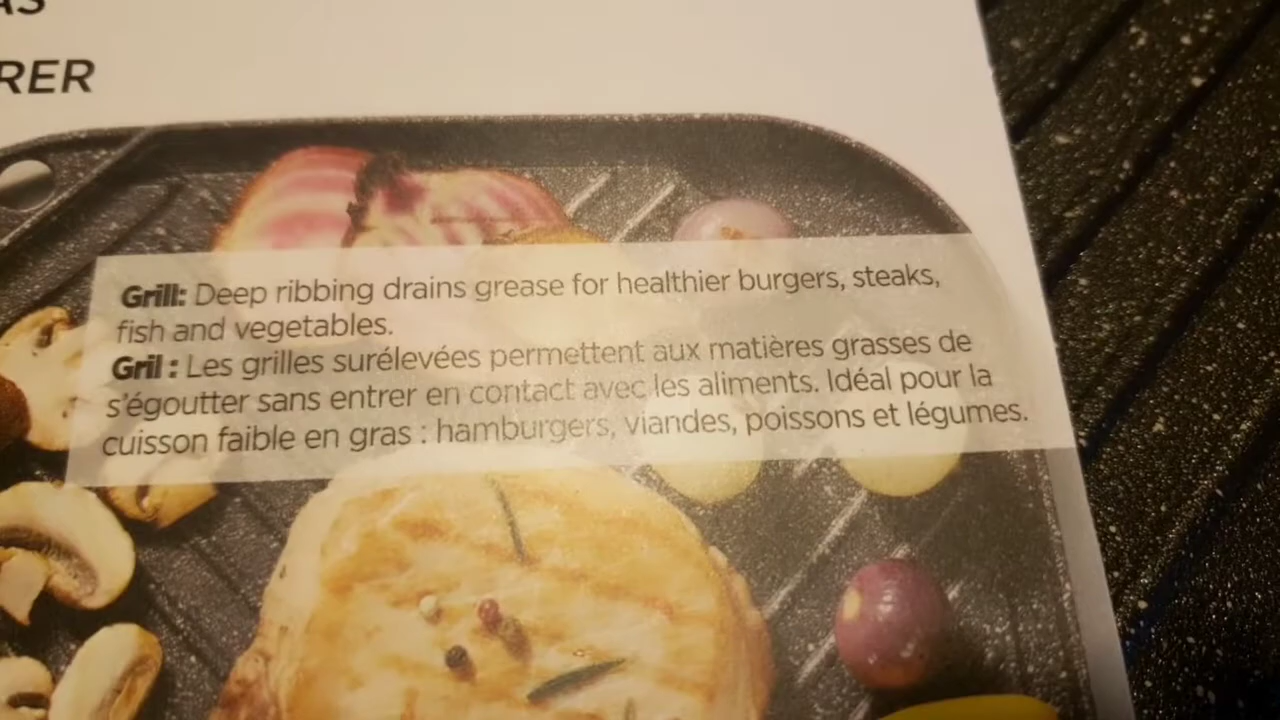 AS
RER
Grill: Deep ribbing drains grease for healthier burgers, steaks,
fish and vegetables.
Gril : Les grilles surélevées permettent aux matières grasses de
s'égoutter sans entrer en contact avec les aliments. Idéal pour la
cuisson faible en gras : hamburgers, viandes, poissons et légumes.